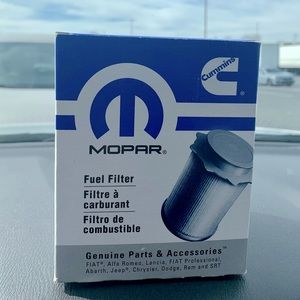 Cummins
MOPAR®
Fuel Filter
Filtre à
carburant
Filtro de
combustible
Genuine Parts & Accessories™
FIAT®, Alfa Romeo, Lancia, FIAT Professional,
Abarth, Jeep®, Chrysler, Dodge, Ram and SRT